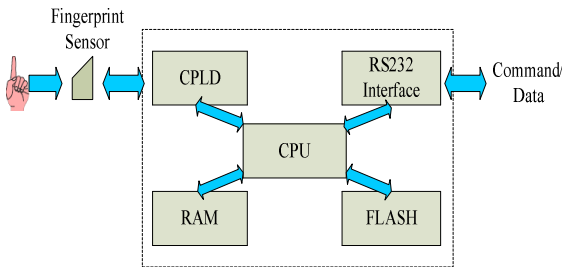 Fingerprint
Sensor
CPLD
RS232
Interface
Command/
Data
CPU
RAM
FLASH